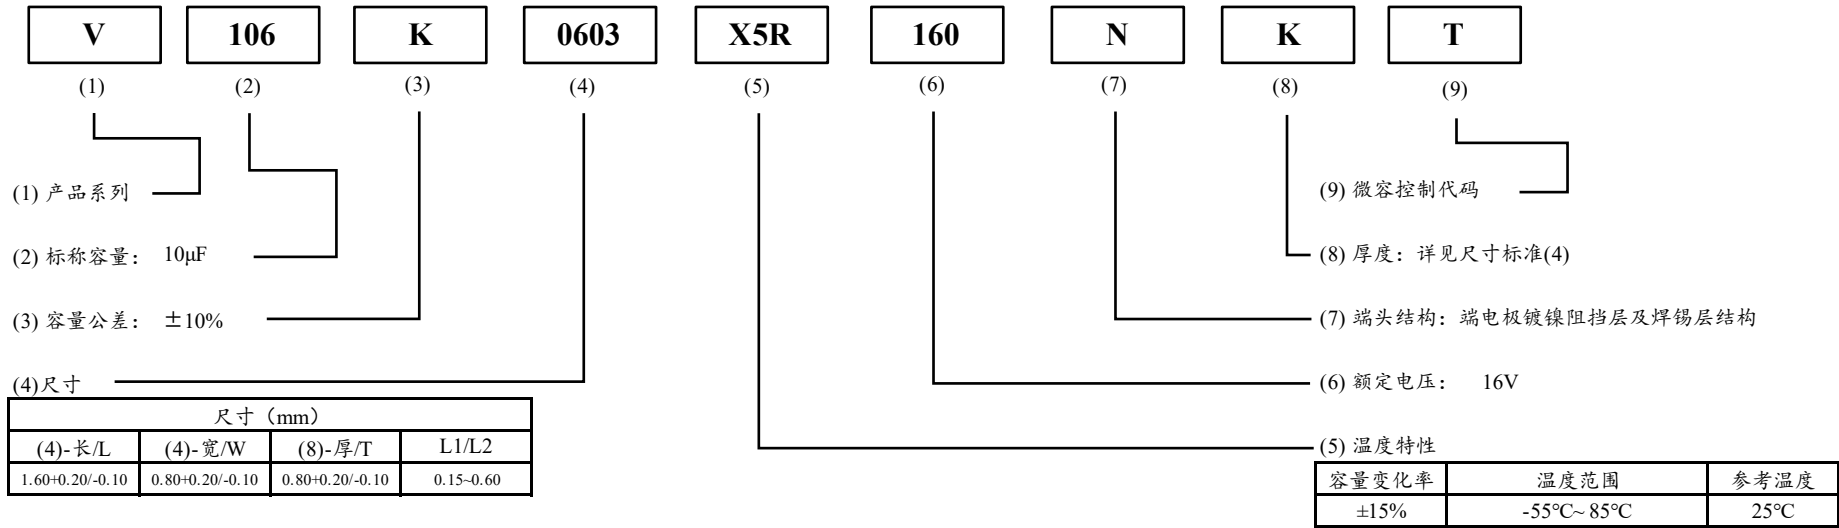 V 106 K 0603 X5R 160 N K T
(1) (2) (3) (4) (5) (6) (7) (8) (9)
(1) 产品系列
(2) 标称容量： 10μF
(3) 容量公差： ±10%
(4)尺寸
尺寸（mm）
(4)-长/L (4)-宽/W (8)-厚/T L1/L2
1.60+0.20/-0.10 0.80+0.20/-0.10 0.80+0.20/-0.10 0.15~0.60
(9) 微容控制代码
(8) 厚度：详见尺寸标准(4)
(7) 端头结构：端电极镀镍阻挡层及焊锡层结构
(6) 额定电压： 16V
(5) 温度特性
容量变化率 温度范围 参考温度
±15% -55℃~ 85℃ 25℃